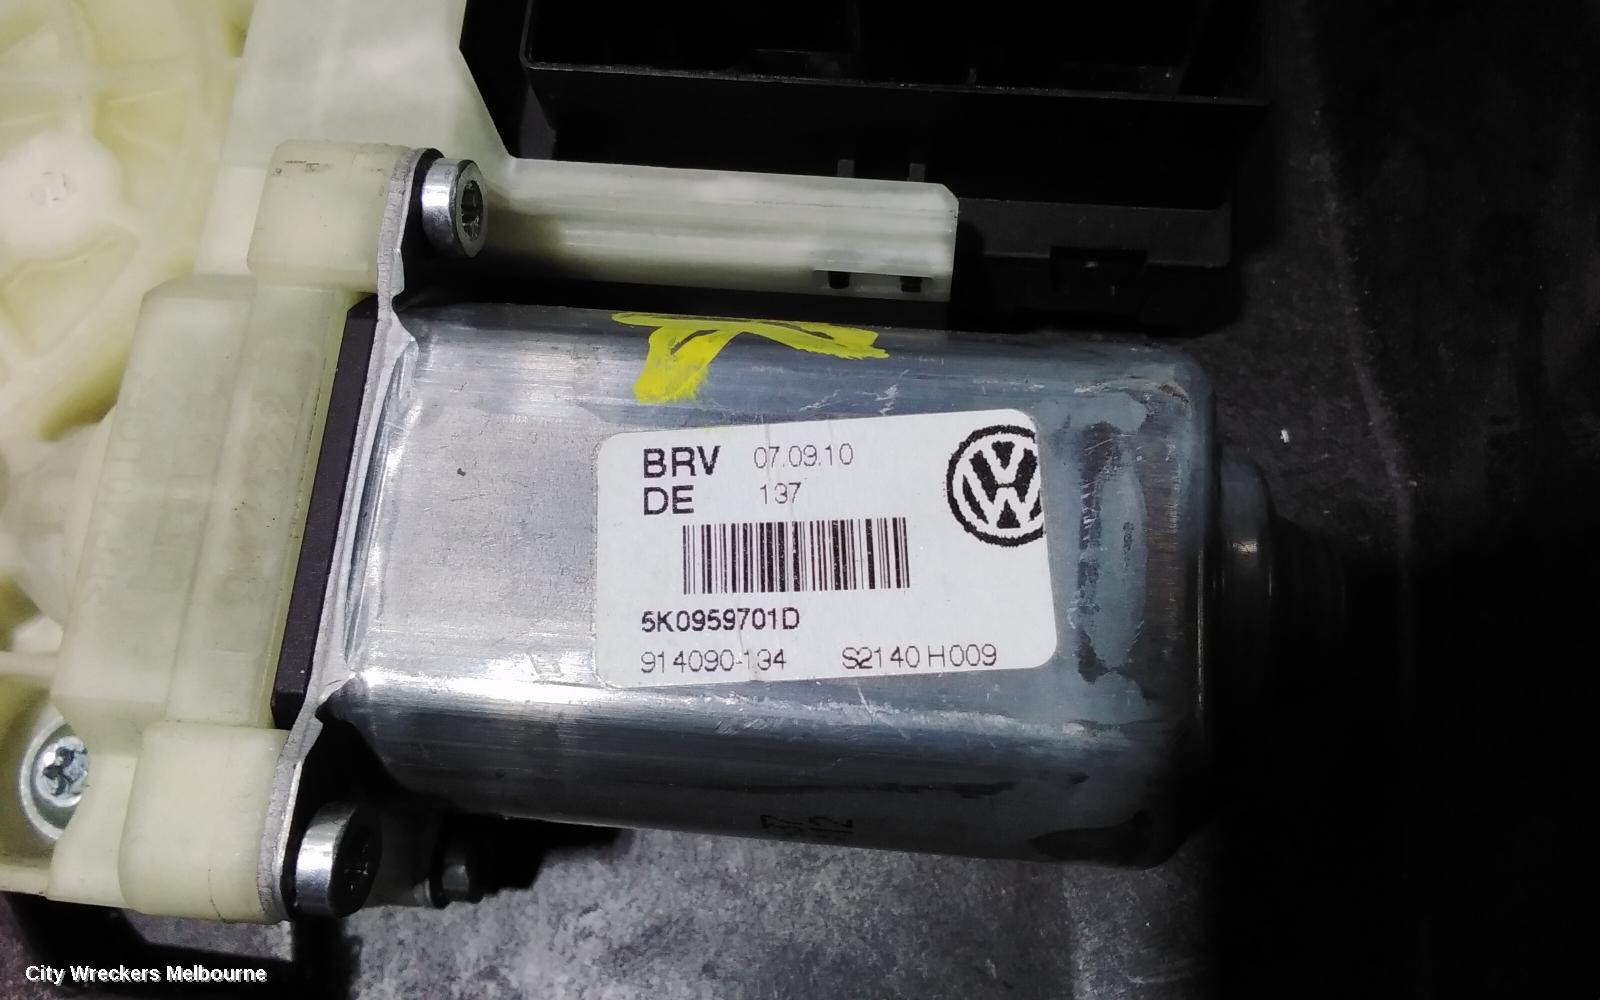 BRV 07.09.10
DE 137
5K0959701D
914090-134 S2140 H009
City Wreckers Melbourne